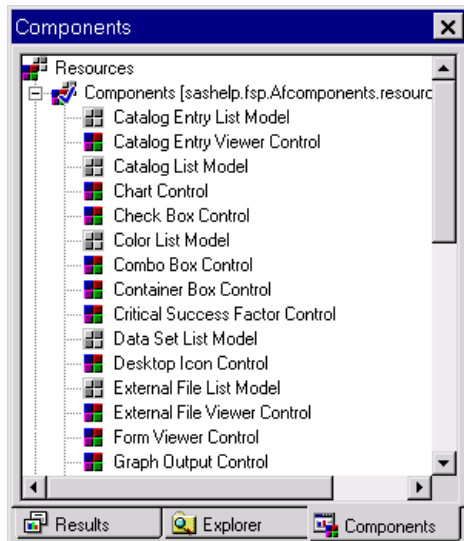 Components
Resources
Components [sashelp.fsp.Afcomponents.resourc
Catalog Entry List Model
Catalog Entry Viewer Control
Catalog List Model
Chart Control
Check Box Control
Color List Model
Combo Box Control
Container Box Control
Critical Success Factor Control
Data Set List Model
Desktop Icon Control
External File List Model
External File Viewer Control
Form Viewer Control
Graph Output Control
Results Explorer Components